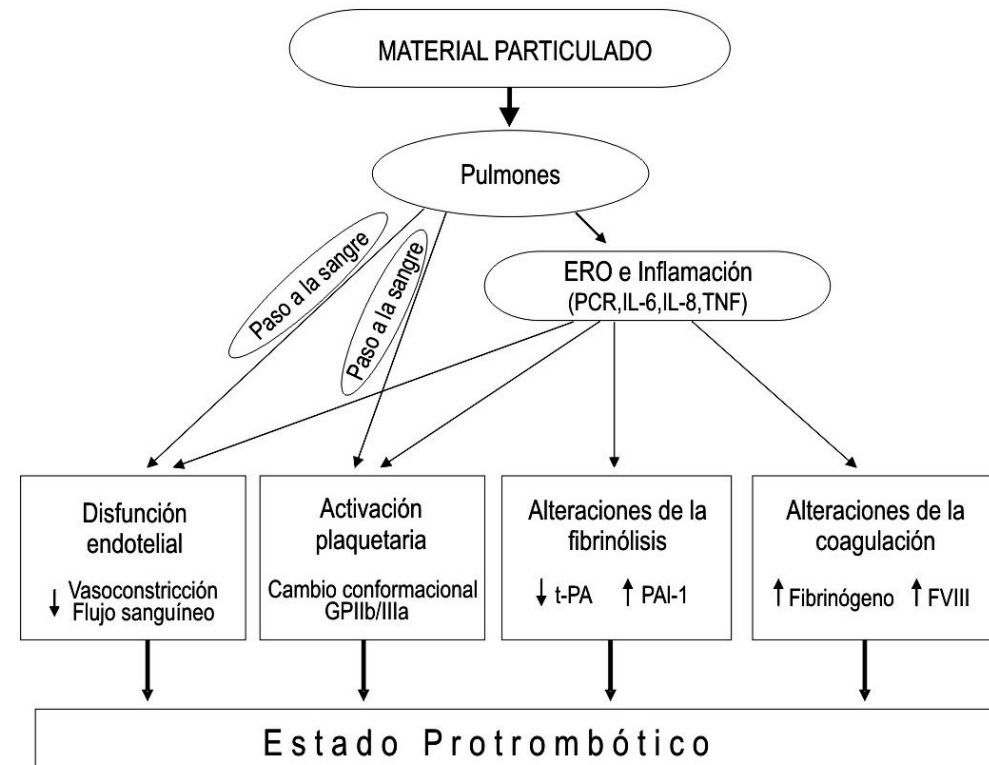 MATERIAL PARTICULADO
Pulmones
Paso a la sangre
Paso a la sangre
ERO e Inflamación
(PCR,IL-6,IL-8,TNF)
Disfunción
endotelial
Vasoconstricción
↓ Flujo sanguíneo
Activación
plaquetaria
Cambio conformacional
GPIIb/IIIa
Alteraciones de la
fibrinólisis
↓ t-PA ↑ PAI-1
Alteraciones de la
coagulación
↑ Fibrinógeno ↑ FVIII
Estado Protrombótico